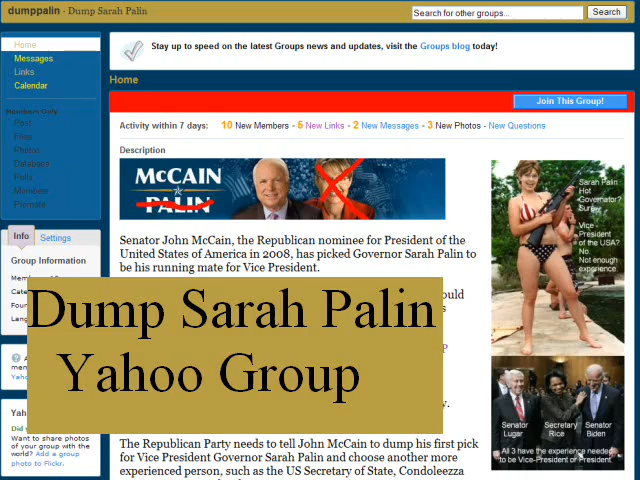 dumppalin - Dump Sarah Palin
Search for other groups...
Search
Home
Messages
Links
Calendar
Members Only
Post
Files
Photos
Database
Polls
Members
Promote
Info
Settings
Group Information
Stay up to speed on the latest Groups news and updates, visit the Groups blog today!
Home
Join This Group!
Activity within 7 days: 10 New Members - 5 New Links - 2 New Messages - 3 New Photos - New Questions
Description
McCAIN
PALIN
Senator John McCain, the Republican nominee for President of the
United States of America in 2008, has picked Governor Sarah Palin to
be his running mate for Vice President.
Dump Sarah Palin
Yahoo Group
Want to share photos
of your group with the
world? Add a group
photo to Flickr.
The Republican Party needs to tell John McCain to dump his first pick
for Vice President Governor Sarah Palin and choose another more
experienced person, such as the US Secretary of State, Condoleezza
Sarah Palin
Hot
Governor?
Sure.
Vice -
President
of the USA?
No
Not enough
experience.
Senator
Lugar
Secretary
Rice
Senator
Biden
All 3 have the experience needed
to be Vice-President or President.